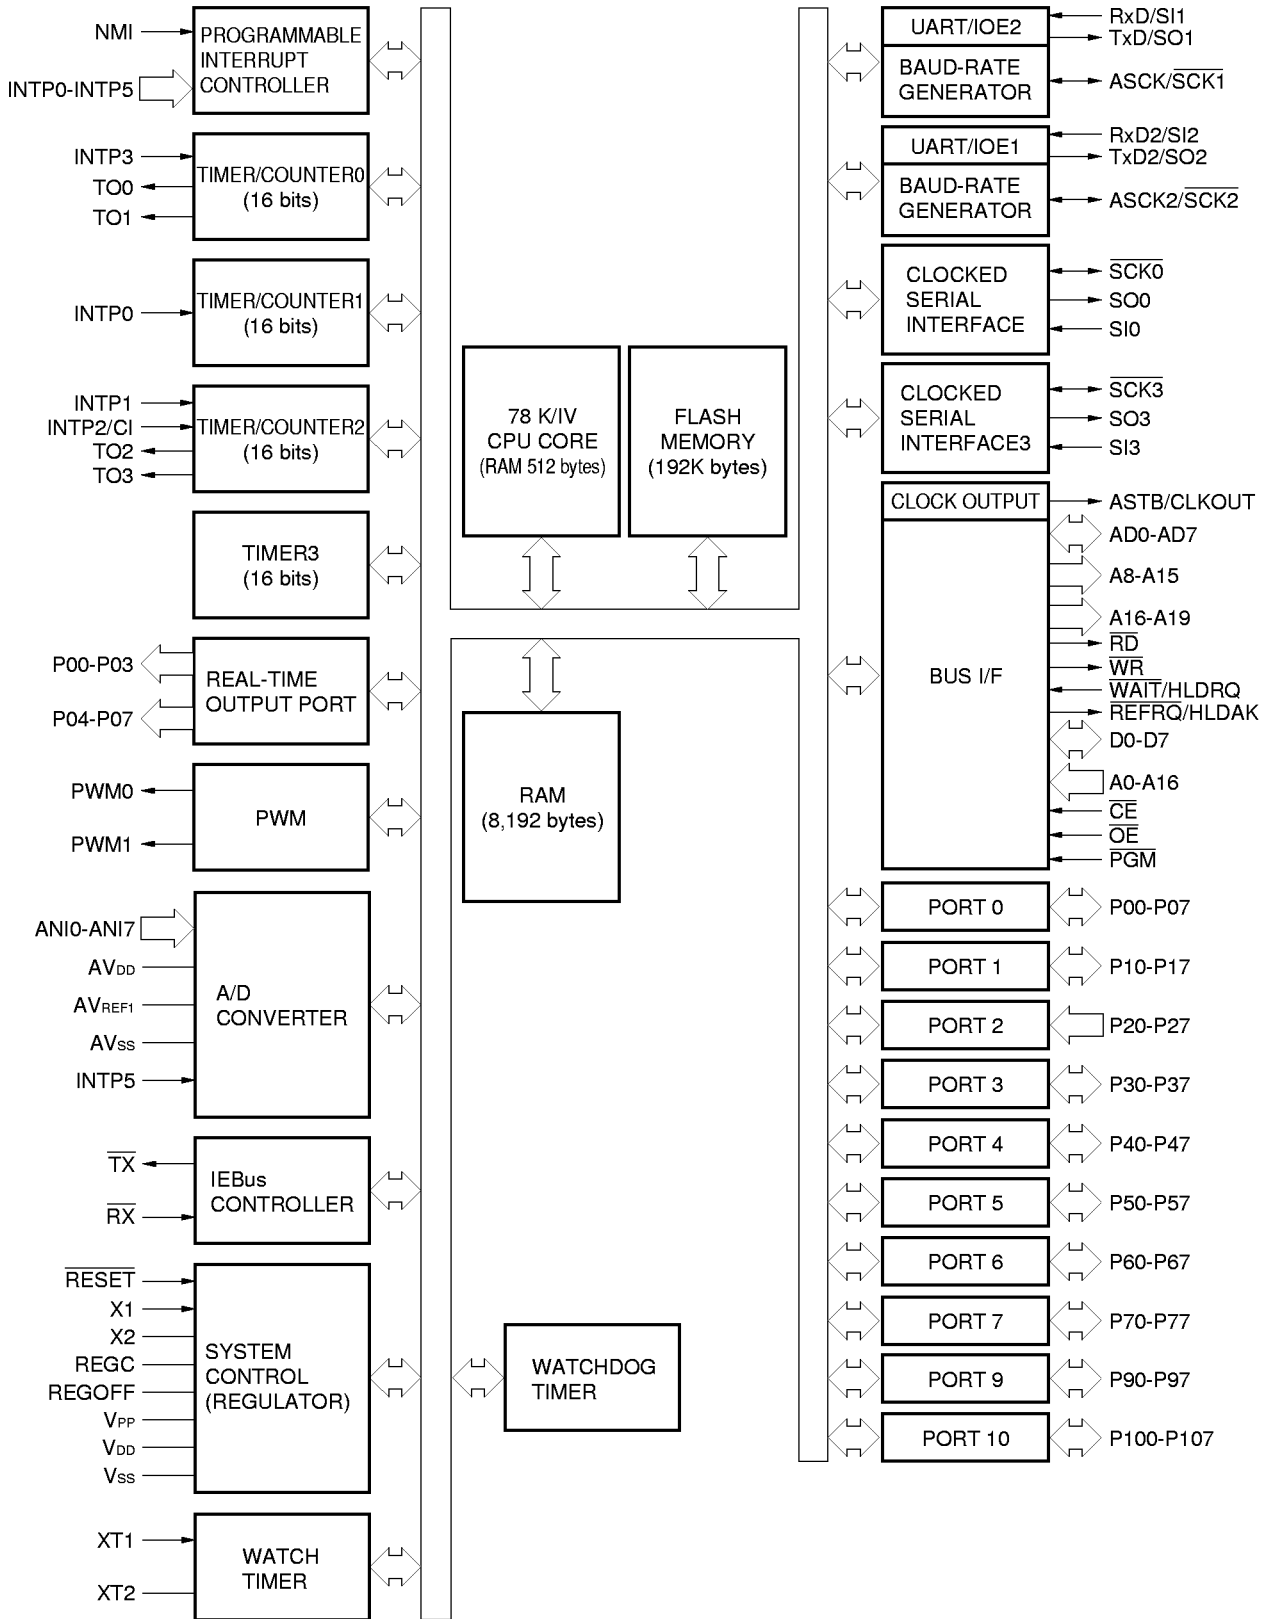 NMI
INTP0-INTP5
PROGRAMMABLE
INTERRUPT
CONTROLLER
INTP3
TO0
TO1
TIMER/COUNTER0
(16 bits)
INTP0
TIMER/COUNTER1
(16 bits)
INTP1
INTP2/CI
TO2
TO3
TIMER/COUNTER2
(16 bits)
TIMER3
(16 bits)
P00-P03
P04-P07
REAL-TIME
OUTPUT PORT
PWM0
PWM1
PWM
ANI0-ANI7
AVDD
AVREF1
AVSS
INTP5
A/D
CONVERTER
TX
RX
IEBus
CONTROLLER
RESET
X1
X2
REGC
REGOFF
VPP
VDD
VSS
SYSTEM
CONTROL
(REGULATOR)
XT1
XT2
WATCH
TIMER
78 K/IV
CPU CORE
(RAM 512 bytes)
FLASH
MEMORY
(192K bytes)
RAM
(8,192 bytes)
WATCHDOG
TIMER
UART/IOE2
BAUD-RATE
GENERATOR
RxD/SI1
TxD/SO1
ASCK/SCK1
UART/IOE1
BAUD-RATE
GENERATOR
RxD2/SI2
TxD2/SO2
ASCK2/SCK2
CLOCKED
SERIAL
INTERFACE
SCK0
SO0
SI0
CLOCKED
SERIAL
INTERFACE3
SCK3
SO3
SI3
CLOCK OUTPUT
ASTB/CLKOUT
BUS I/F
AD0-AD7
A8-A15
A16-A19
RD
WR
WAIT/HLDRQ
REFRQ/HLDAK
D0-D7
A0-A16
CE
OE
PGM
PORT 0
P00-P07
PORT 1
P10-P17
PORT 2
P20-P27
PORT 3
P30-P37
PORT 4
P40-P47
PORT 5
P50-P57
PORT 6
P60-P67
PORT 7
P70-P77
PORT 9
P90-P97
PORT 10
P100-P107